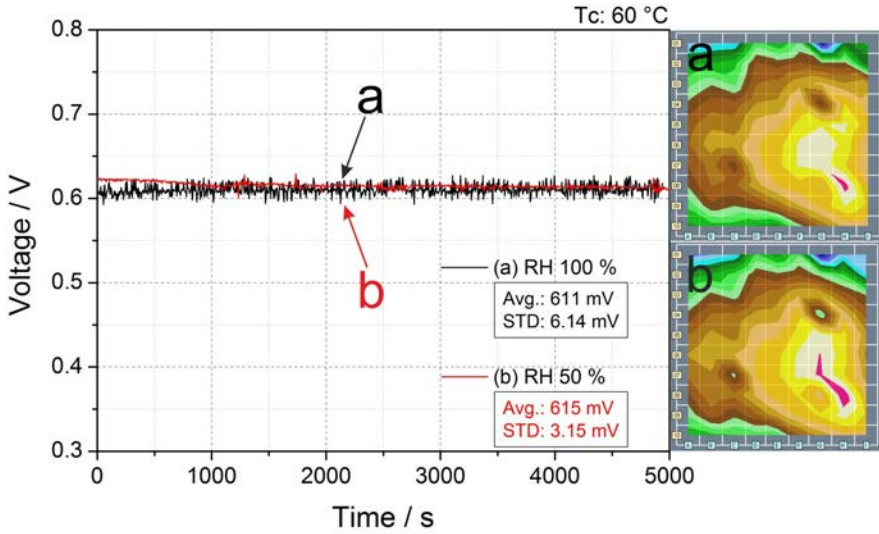 Tc: 60 °C
0.8
0.7
0.6
0.5
0.4
0.3
Voltage / V
a
b
(a) RH 100 %
Avg.: 611 mV
STD: 6.14 mV
(b) RH 50 %
Avg.: 615 mV
STD: 3.15 mV
0 1000 2000 3000 4000 5000
Time / s
a
b